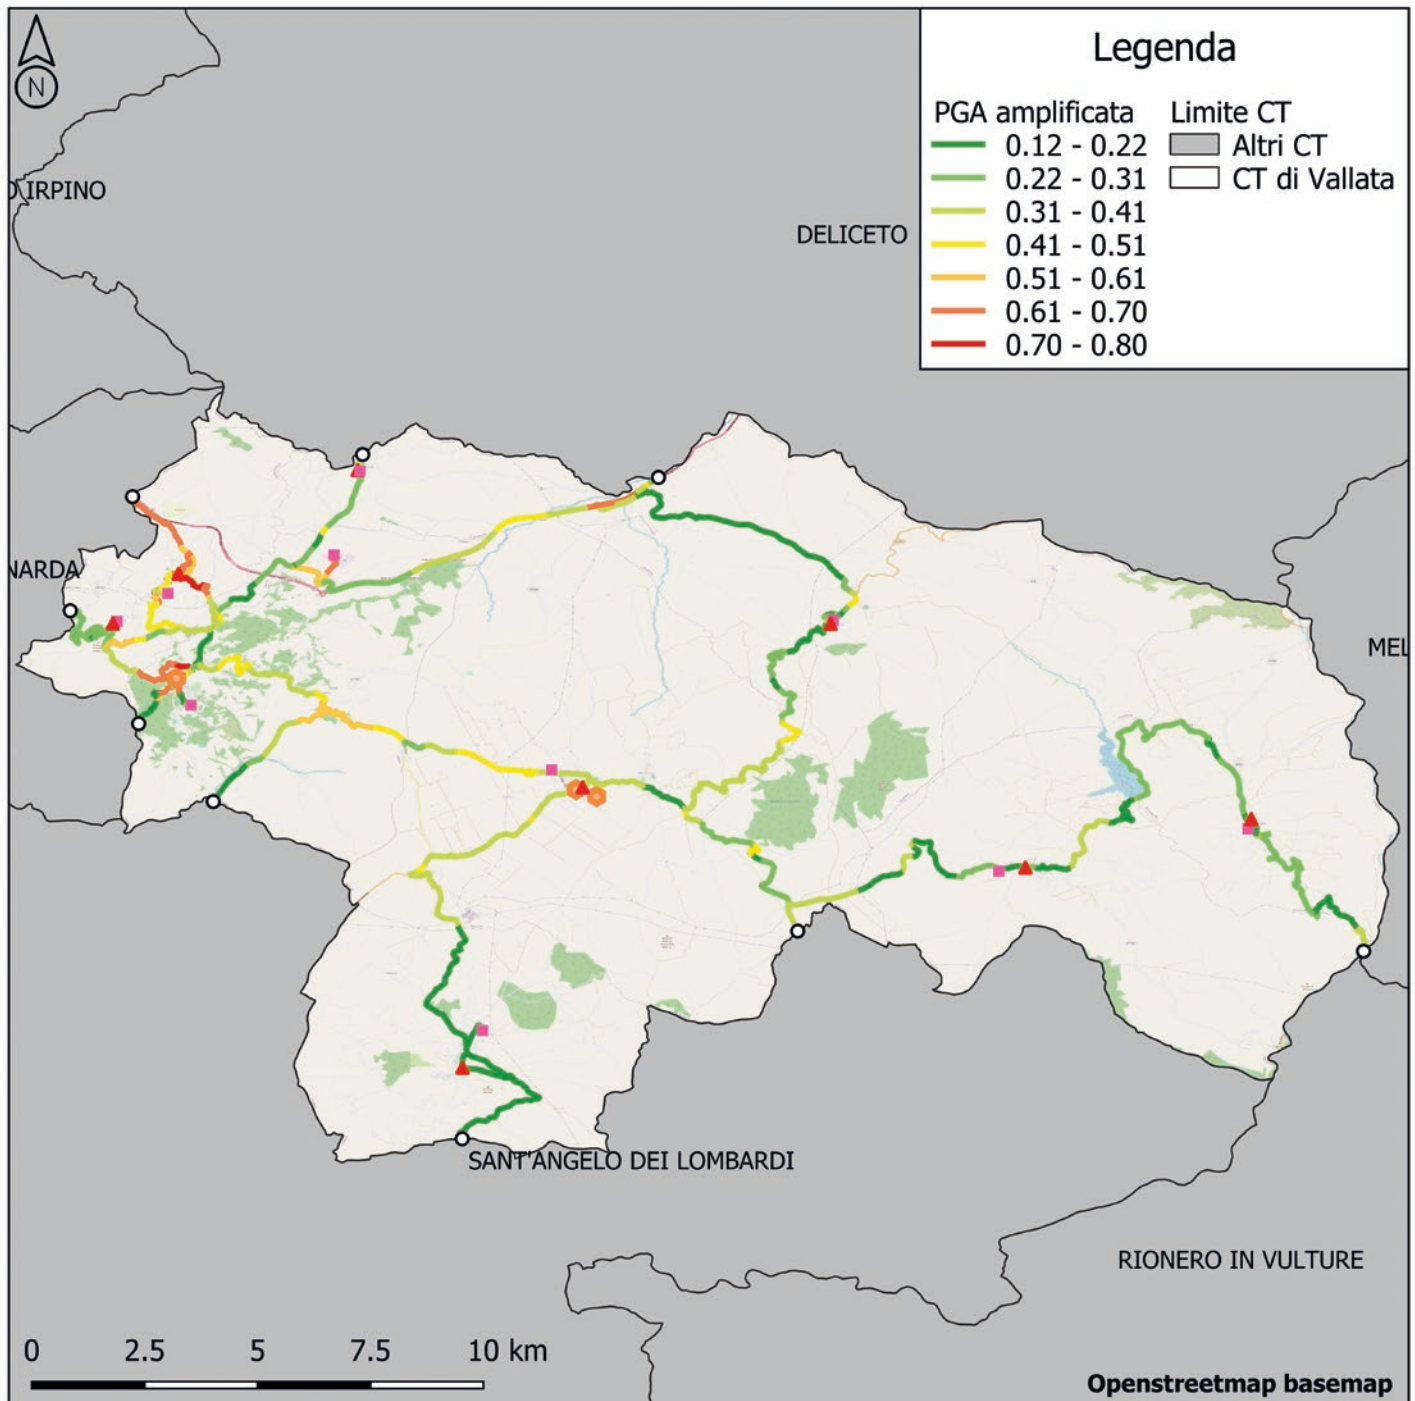 N
Legenda
PGA amplificata
0.12 - 0.22
0.22 - 0.31
0.31 - 0.41
0.41 - 0.51
0.51 - 0.61
0.61 - 0.70
0.70 - 0.80
Limite CT
Altri CT
CT di Vallata
O IRPINO
DELICETO
NARDA
MEL
SANT'ANGELO DEI LOMBARDI
RIONERO IN VULTURE
0 2.5 5 7.5 10 km
Openstreetmap basemap